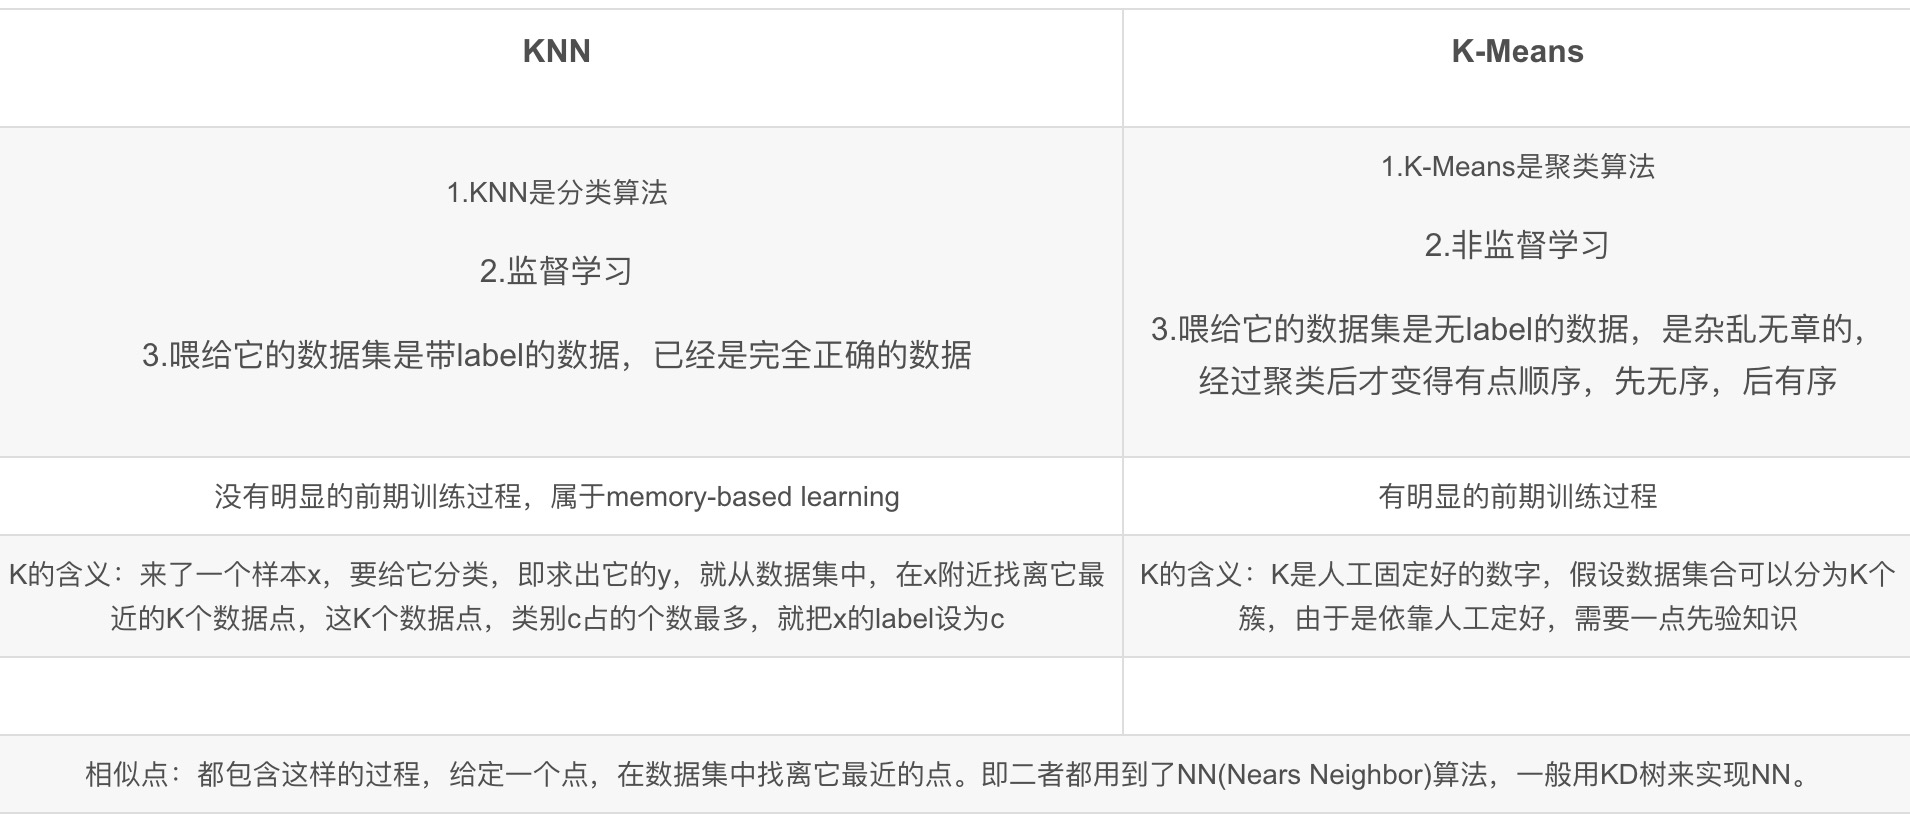 KNN
K-Means
1.KNN是分类算法
2.监督学习
3.喂给它的数据集是带label的数据，已经是完全正确的数据
1.K-Means是聚类算法
2.非监督学习
3.喂给它的数据集是无label的数据，是杂乱无章的，
经过聚类后才变得有点顺序，先无序，后有序
没有明显的前期训练过程，属于memory-based learning
有明显的前期训练过程
K的含义：来了一个样本x，要给它分类，即求出它的y，就从数据集中，在x附近找离它最
近的K个数据点，这K个数据点，类别c占的个数最多，就把x的label设为c
K的含义：K是人工固定好的数字，假设数据集合可以分为K个
簇，由于是依靠人工定好，需要一点先验知识
相似点：都包含这样的过程，给定一个点，在数据集中找离它最近的点。即二者都用到了NN(Nears Neighbor)算法，一般用KD树来实现NN。